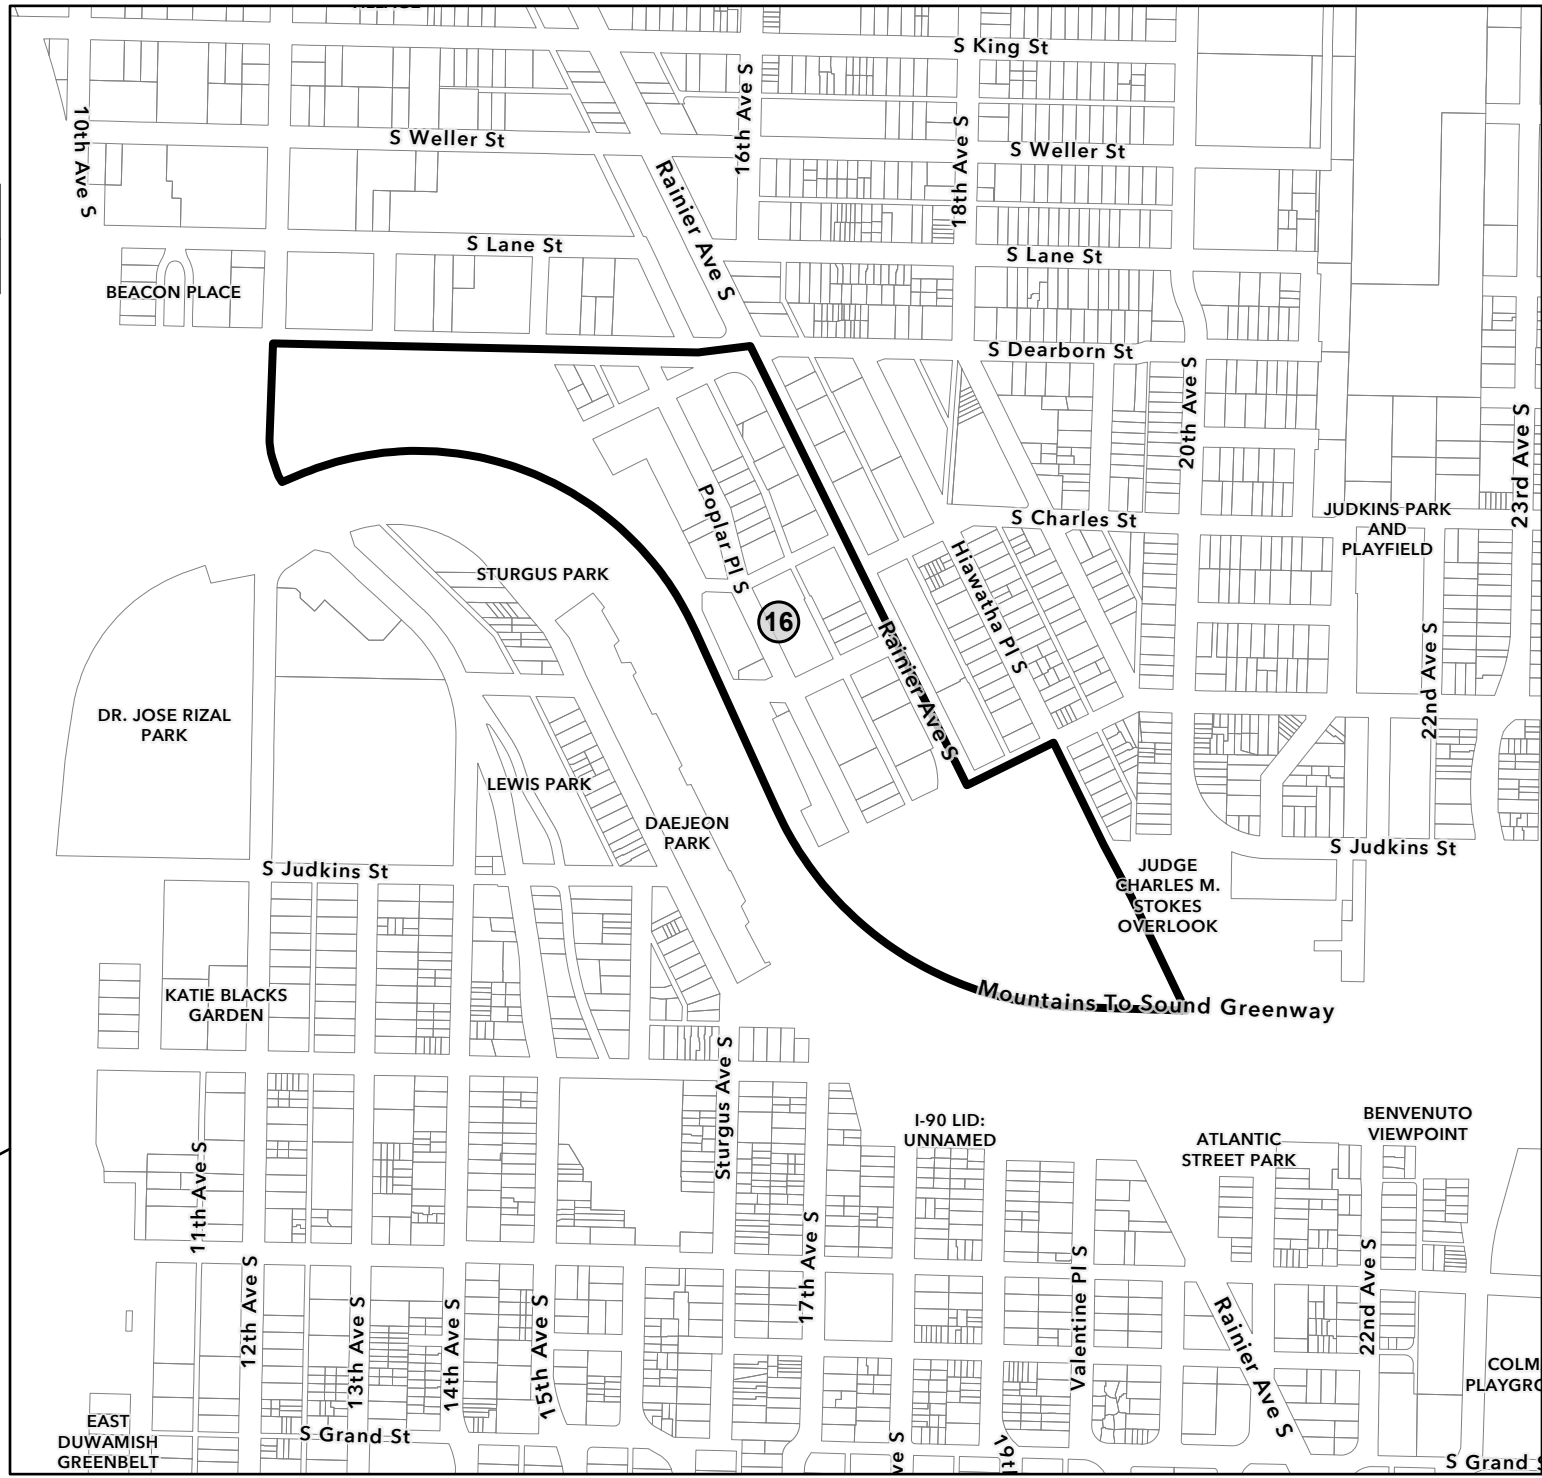 S King St
16th Ave S
10th Ave S
S Weller St
S Weller St
18th Ave S
Rainier Ave S
S Lane St
S Lane St
BEACON PLACE
S Dearborn St
20th Ave S
23rd Ave S
Poplar Pl S
S Charles St
JUDKINS PARK
AND
PLAYFIELD
Hiawatha Pl S
STURGUS PARK
16
Rainier Ave S
22nd Ave S
DR. JOSE RIZAL
PARK
LEWIS PARK
DAEJEON
PARK
S Judkins St
S Judkins St
JUDGE
CHARLES M.
STOKES
OVERLOOK
KATIE BLACKS
GARDEN
Mountains To Sound Greenway
Sturgus Ave S
I-90 LID:
UNNAMED
BENVENUTO
VIEWPOINT
ATLANTIC
STREET PARK
11th Ave S
17th Ave S
Valentine Pl S
22nd Ave S
12th Ave S
13th Ave S
14th Ave S
15th Ave S
Rainier Ave S
COLM
PLAYGRO
EAST
DUWAMISH
GREENBELT
S Grand St
ve S
19t
S Grand S